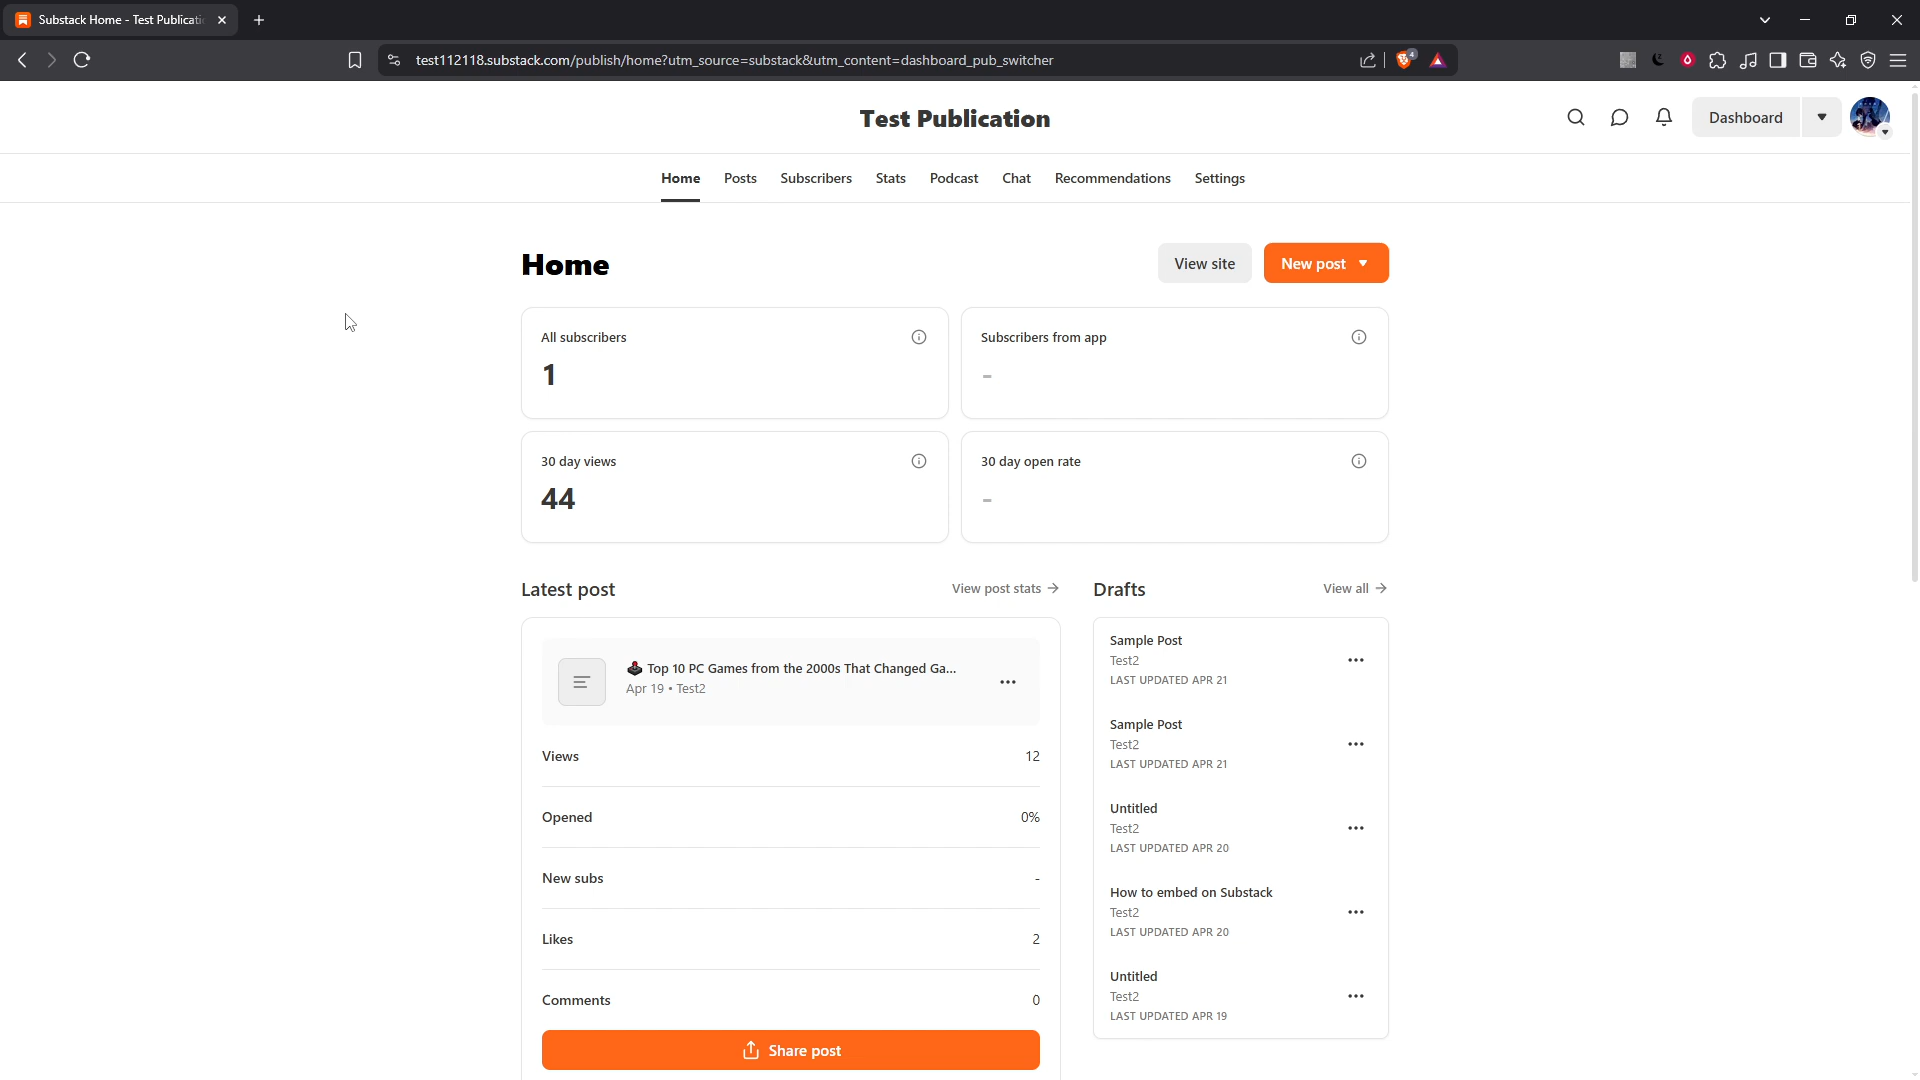 Substack Home - Test Publicati
test112118.substack.com/publish/home?utm_source=substack&utm_content=dashboard_pub_switcher
4
Test Publication
Dashboard
Home Posts Subscribers Stats Podcast Chat Recommendations Settings
Home
View site
New post
All subscribers
1
Subscribers from app
-
30 day views
44
30 day open rate
-
Latest post
View post stats →
🕹️ Top 10 PC Games from the 2000s That Changed Ga...
Apr 19 • Test2
Views 12
Opened 0%
New subs -
Likes 2
Comments 0
Share post
Drafts
View all →
Sample Post
Test2
LAST UPDATED APR 21
Sample Post
Test2
LAST UPDATED APR 21
Untitled
Test2
LAST UPDATED APR 20
How to embed on Substack
Test2
LAST UPDATED APR 20
Untitled
Test2
LAST UPDATED APR 19